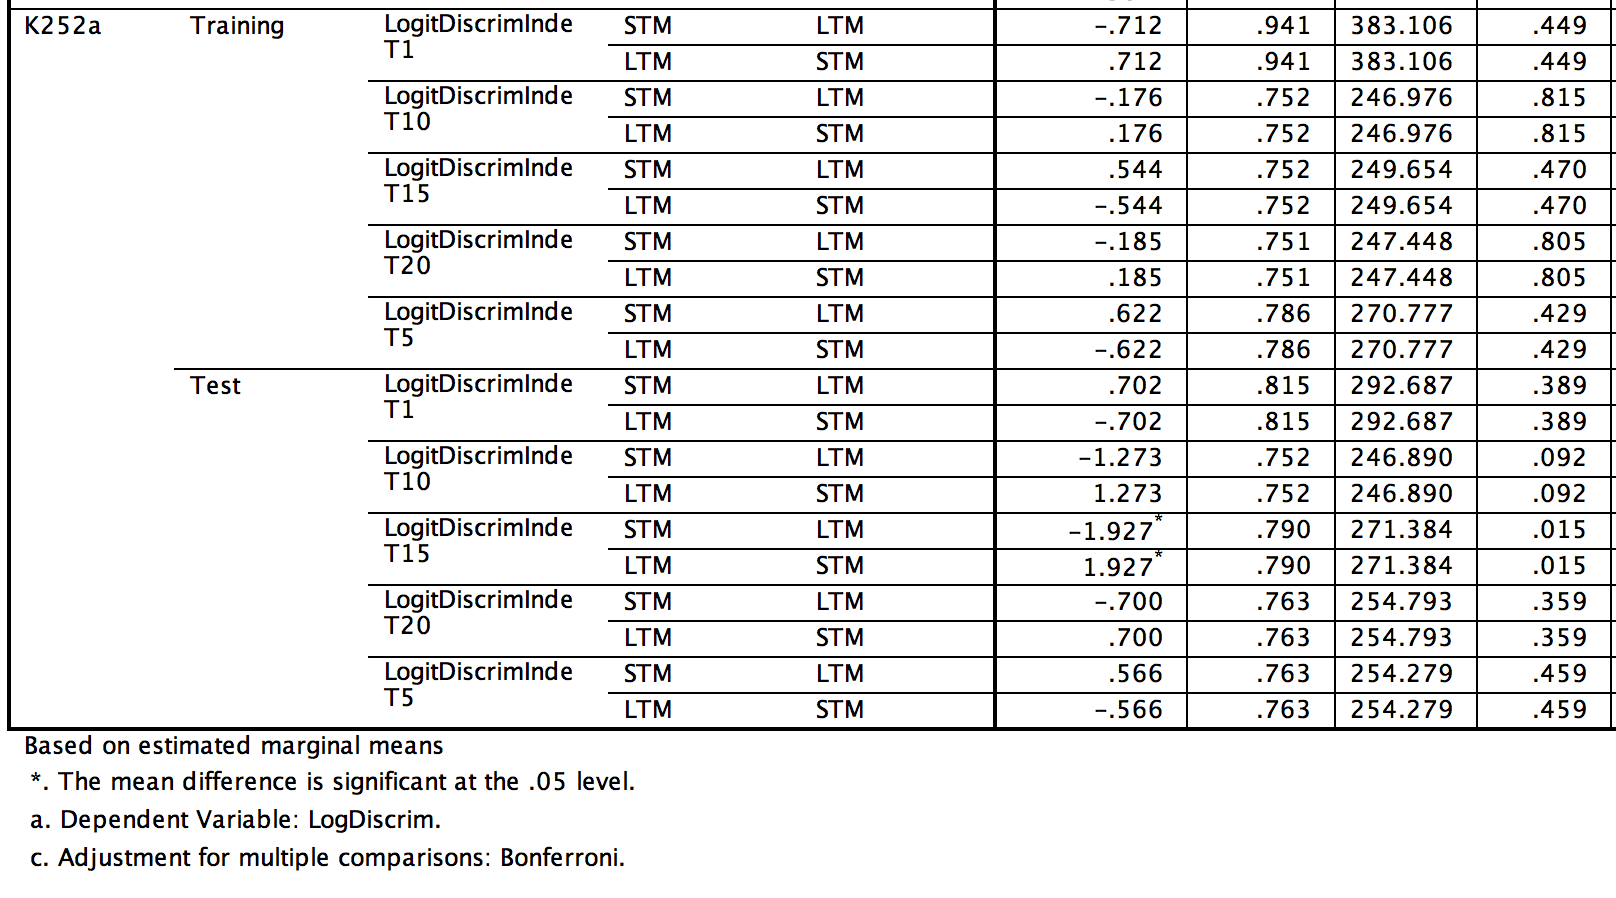 K252a Training LogitDiscrimInde T1 STM LTM -.712 .941 383.106 .449
LTM STM .712 .941 383.106 .449
LogitDiscrimInde T10 STM LTM -.176 .752 246.976 .815
LTM STM .176 .752 246.976 .815
LogitDiscrimInde T15 STM LTM .544 .752 249.654 .470
LTM STM -.544 .752 249.654 .470
LogitDiscrimInde T20 STM LTM -.185 .751 247.448 .805
LTM STM .185 .751 247.448 .805
LogitDiscrimInde T5 STM LTM .622 .786 270.777 .429
LTM STM -.622 .786 270.777 .429
Test LogitDiscrimInde T1 STM LTM .702 .815 292.687 .389
LTM STM -.702 .815 292.687 .389
LogitDiscrimInde T10 STM LTM -1.273 .752 246.890 .092
LTM STM 1.273 .752 246.890 .092
LogitDiscrimInde T15 STM LTM -1.927* .790 271.384 .015
LTM STM 1.927* .790 271.384 .015
LogitDiscrimInde T20 STM LTM -.700 .763 254.793 .359
LTM STM .700 .763 254.793 .359
LogitDiscrimInde T5 STM LTM .566 .763 254.279 .459
LTM STM -.566 .763 254.279 .459
Based on estimated marginal means
*. The mean difference is significant at the .05 level.
a. Dependent Variable: LogDiscrim.
c. Adjustment for multiple comparisons: Bonferroni.